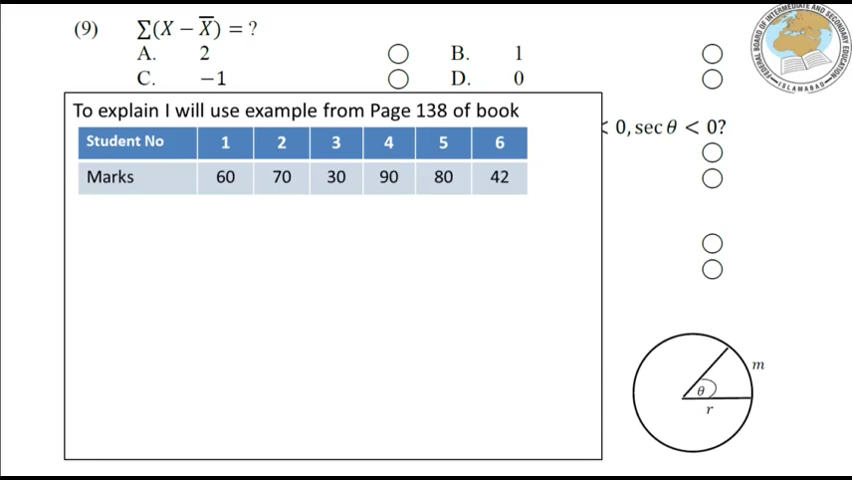 (9) ∑(X − X̅) = ?
A. 2 B. 1
C. −1 D. 0
To explain I will use example from Page 138 of book
Student No 1 2 3 4 5 6
Marks 60 70 30 90 80 42
< 0, sec θ < 0?
m
θ
r
FEDERAL BOARD OF INTERMEDIATE AND SECONDARY EDUCATION
ISLAMABAD